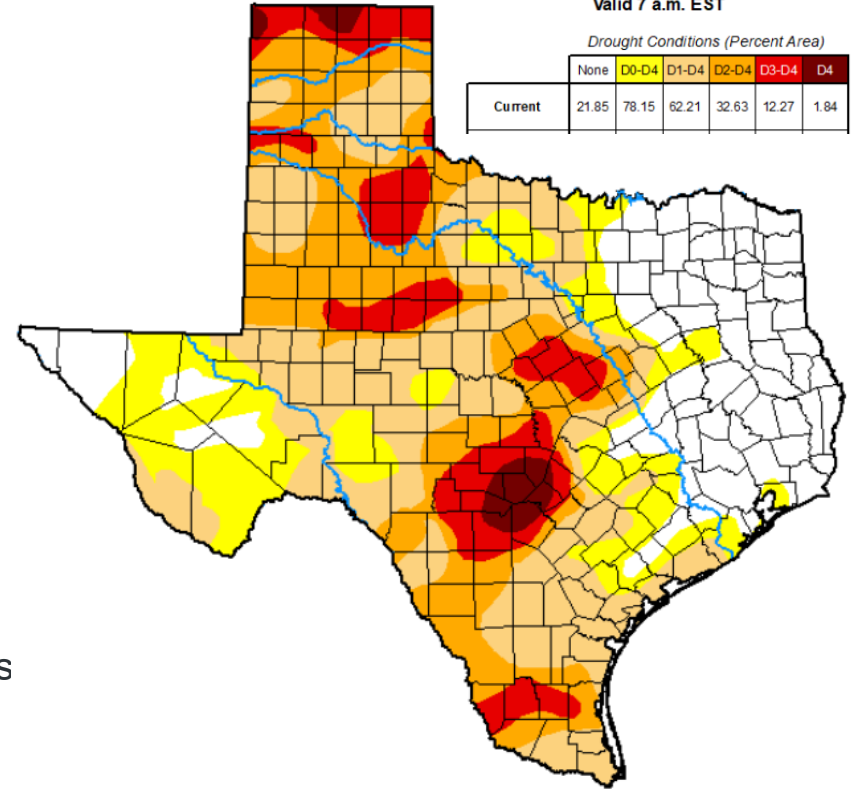 Valid 7 a.m. EST
Drought Conditions (Percent Area)
None D0-D4 D1-D4 D2-D4 D3-D4 D4
Current 21.85 78.15 62.21 32.63 12.27 1.84
s